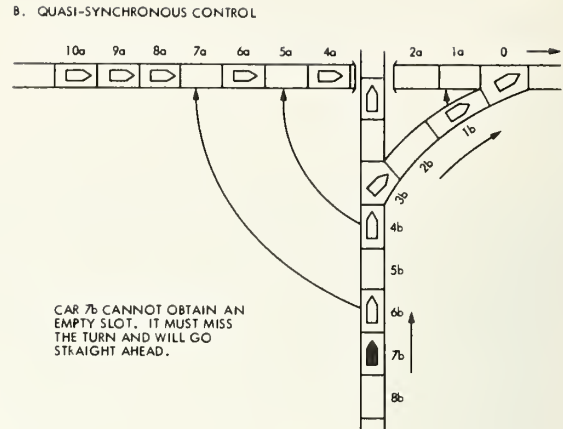 B. QUASI-SYNCHRONOUS CONTROL
10a 9a 8a 7a 6a 5a 4a 2a 1a 0
1b
2b
3b
4b
5b
6b
7b
8b
CAR 7b CANNOT OBTAIN AN
EMPTY SLOT. IT MUST MISS
THE TURN AND WILL GO
STRAIGHT AHEAD.